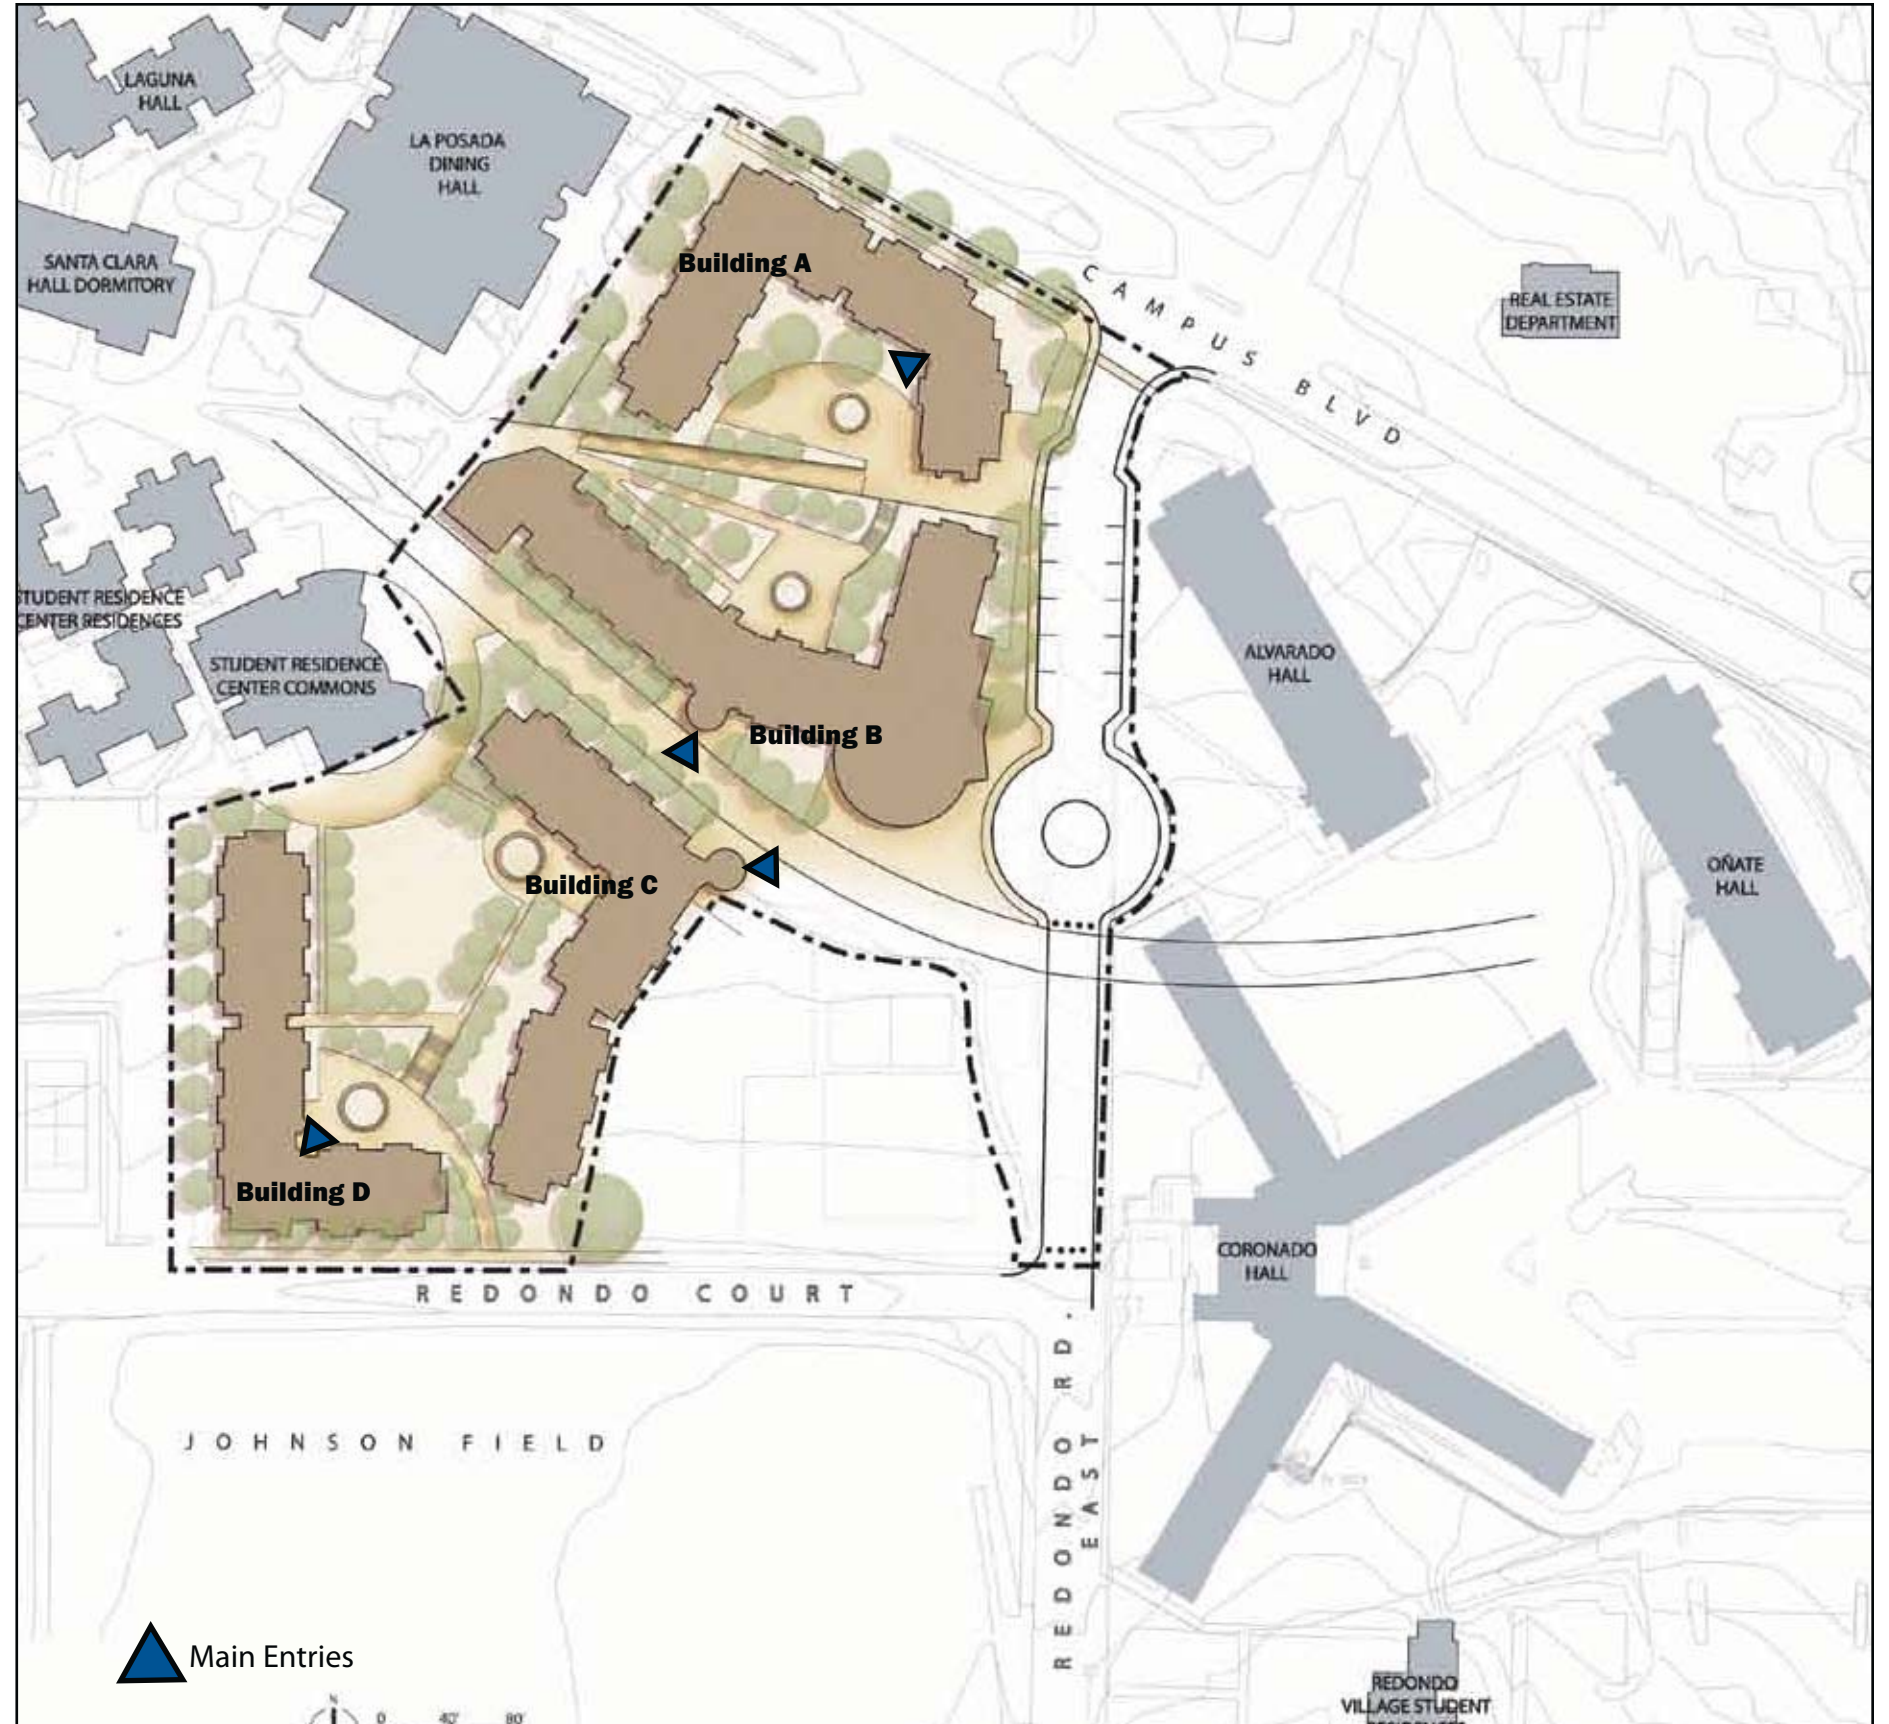 LAGUNA
HALL
LA POSADA
DINING
HALL
SANTA CLARA
HALL DORMITORY
Building A
CAMPUS BLVD
REAL ESTATE
DEPARTMENT
STUDENT RESIDENCE
CENTER RESIDENCES
STUDENT RESIDENCE
CENTER COMMONS
ALVARADO
HALL
Building B
OÑATE
HALL
Building C
Building D
CORONADO
HALL
REDONDO COURT
REDONDO RD.
EAST
JOHNSON FIELD
Main Entries
N
0 40' 80'
REDONDO
VILLAGE STUDENT